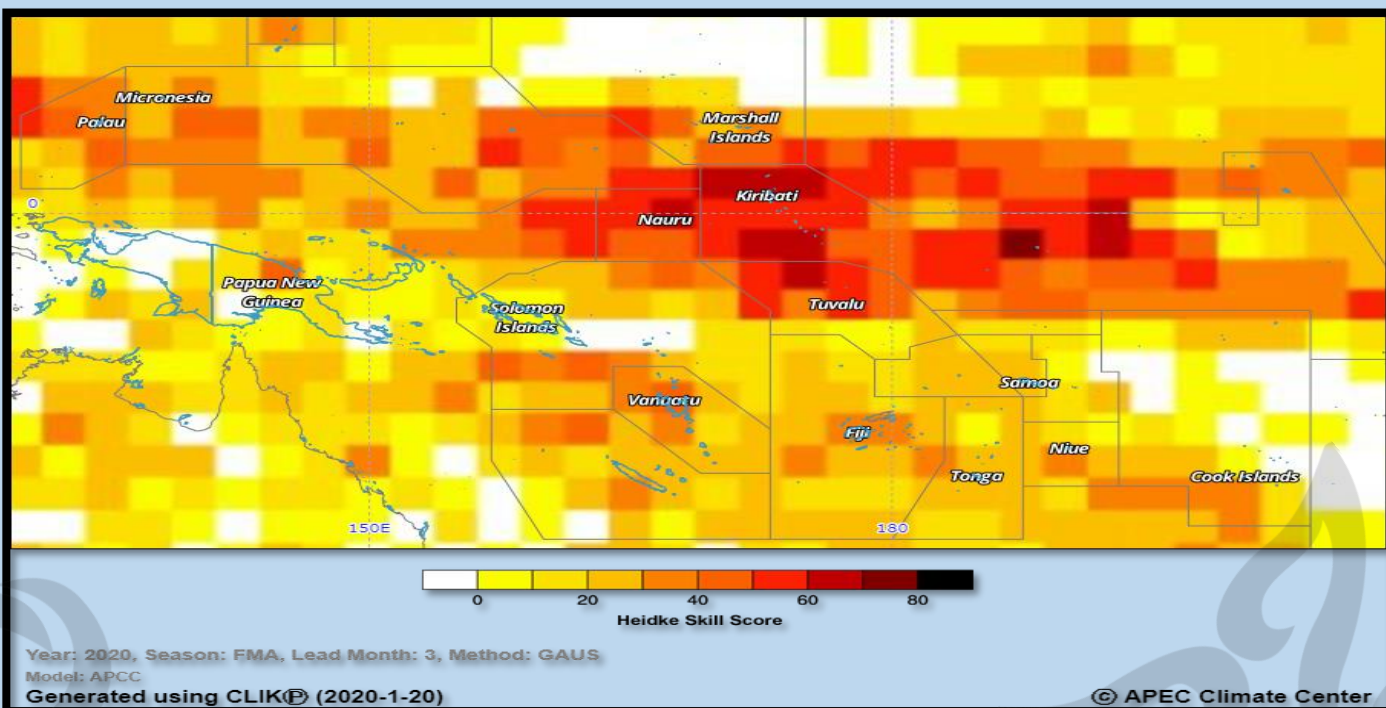 Micronesia
Palau
Marshall
Islands
Kiribati
0
Nauru
Papua New
Guinea
Solomon
Islands
Tuvalu
Samoa
Vanuatu
Fiji
Niue
Tonga
Cook Islands
150E
180
0
20
40
60
80
Heidke Skill Score
Year: 2020, Season: FMA, Lead Month: 3, Method: GAUS
Model: APCC
Generated using CLIKⓅ (2020-1-20)
© APEC Climate Center